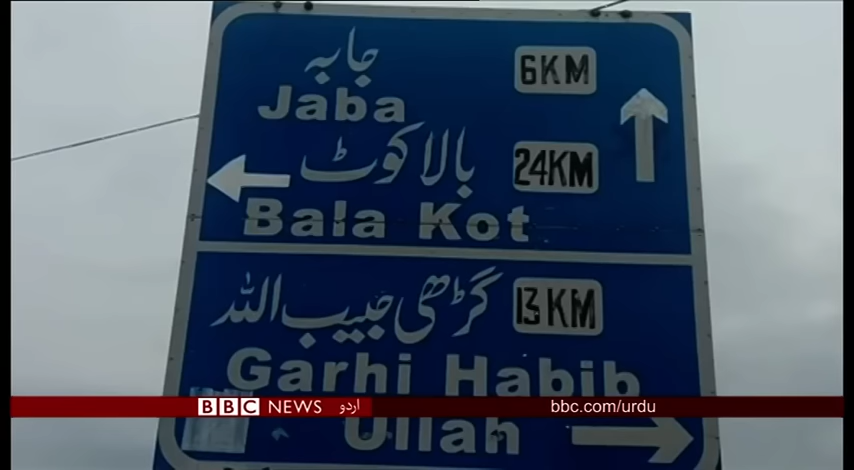 جابہ 6KM
Jaba
بالاکوٹ 24KM
Bala Kot
گڑھی حبیب اللہ 13KM
Garhi Habib
BBC NEWS اردو bbc.com/urdu
Ullah